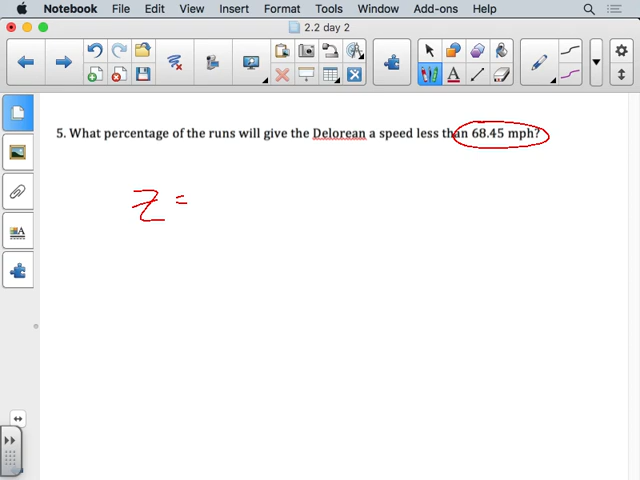 Notebook File Edit View Insert Format Tools Window Add-ons Help
2.2 day 2
A
A
5. What percentage of the runs will give the Delorean a speed less than 68.45 mph?
z =